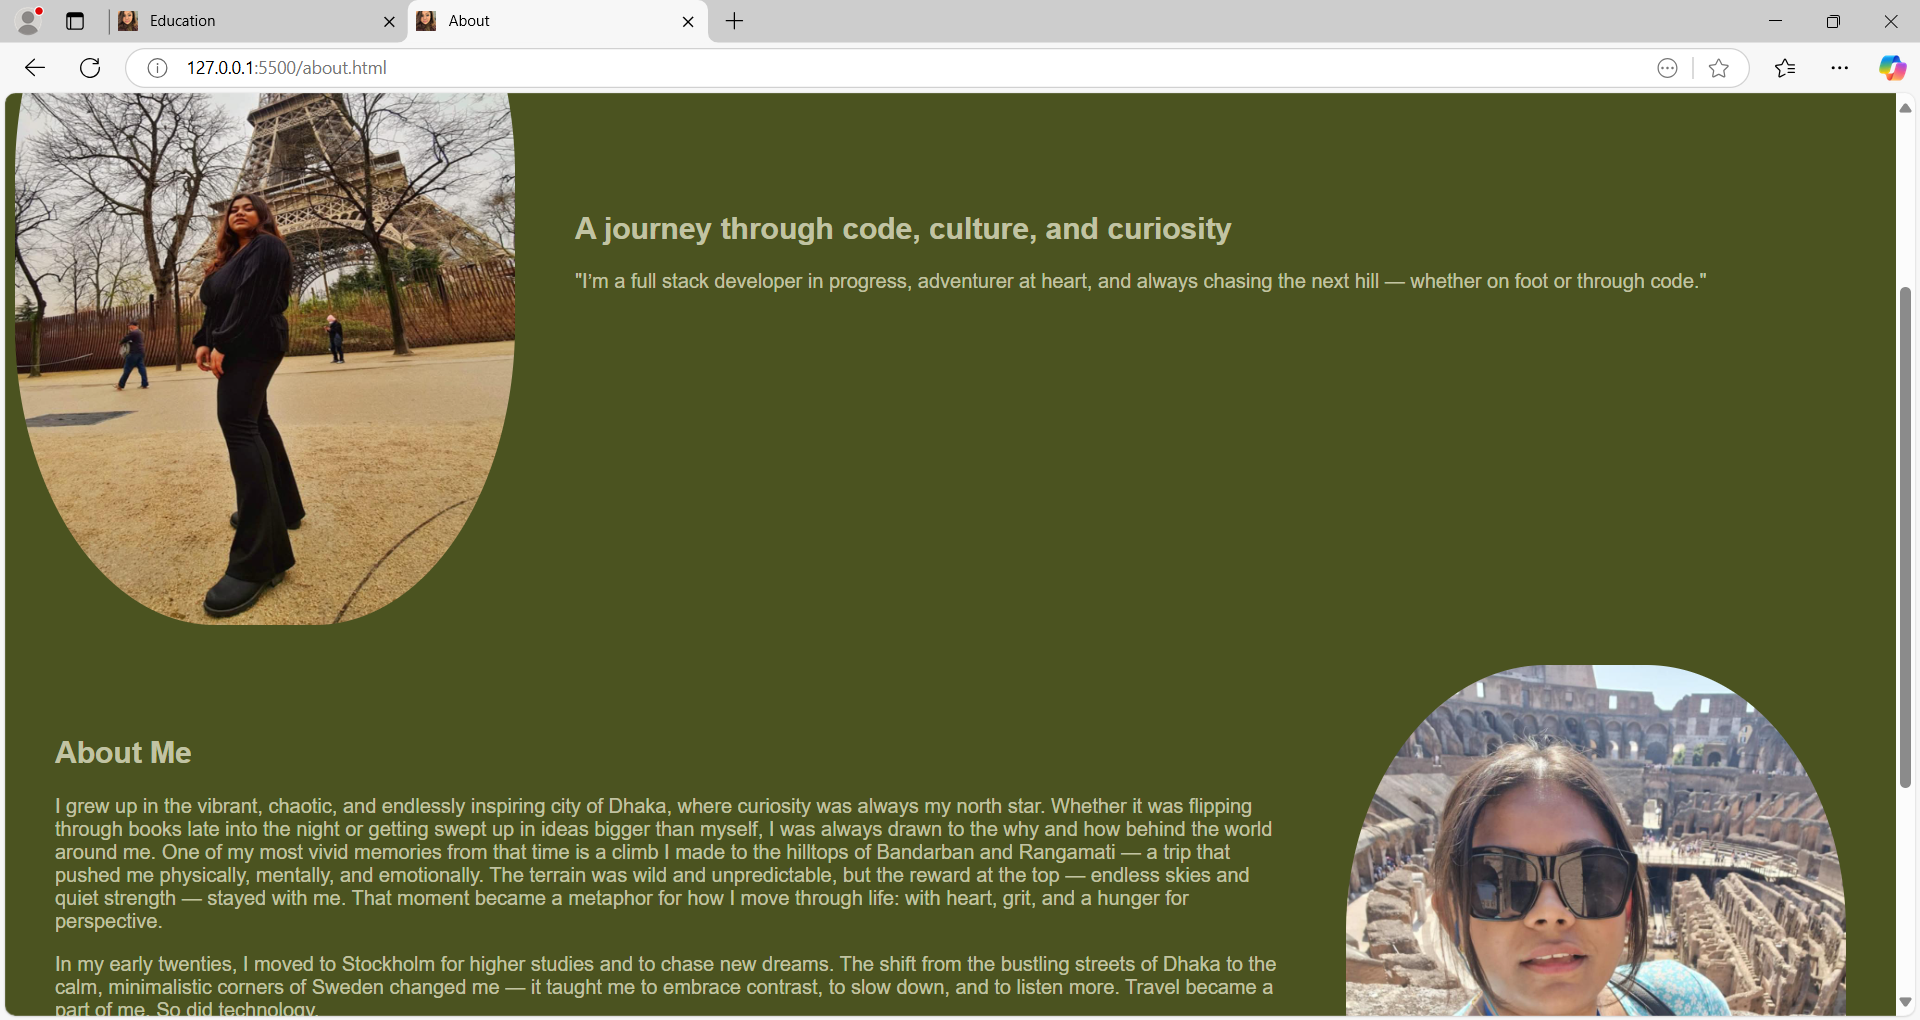 Education
About
127.0.0.1:5500/about.html
A journey through code, culture, and curiosity
"I'm a full stack developer in progress, adventurer at heart, and always chasing the next hill — whether on foot or through code."
About Me
I grew up in the vibrant, chaotic, and endlessly inspiring city of Dhaka, where curiosity was always my north star. Whether it was flipping
through books late into the night or getting swept up in ideas bigger than myself, I was always drawn to the why and how behind the world
around me. One of my most vivid memories from that time is a climb I made to the hilltops of Bandarban and Rangamati — a trip that
pushed me physically, mentally, and emotionally. The terrain was wild and unpredictable, but the reward at the top — endless skies and
quiet strength — stayed with me. That moment became a metaphor for how I move through life: with heart, grit, and a hunger for
perspective.
In my early twenties, I moved to Stockholm for higher studies and to chase new dreams. The shift from the bustling streets of Dhaka to the
calm, minimalistic corners of Sweden changed me — it taught me to embrace contrast, to slow down, and to listen more. Travel became a
part of me. So did technology.